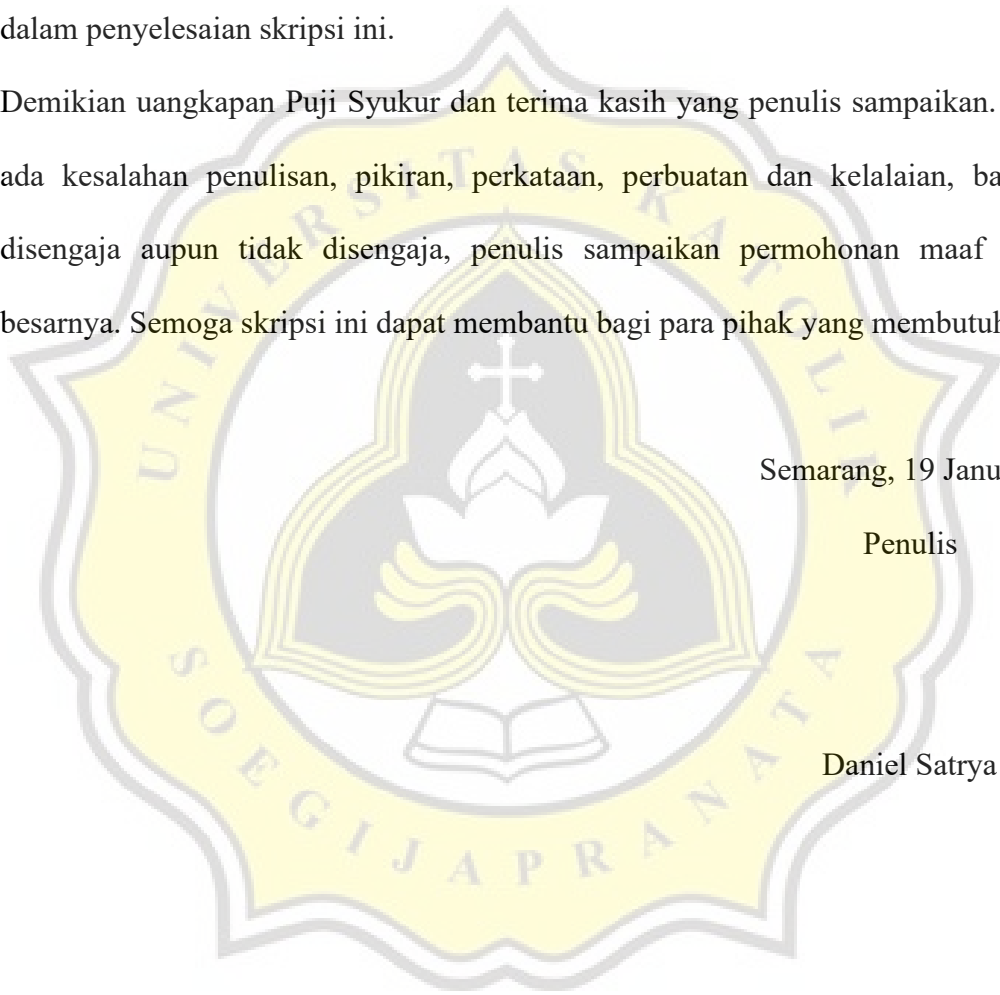 dalam penyelesaian skripsi ini.
Demikian uangkapan Puji Syukur dan terima kasih yang penulis sampaikan.
ada kesalahan penulisan, pikiran, perkataan, perbuatan dan kelalaian, ba
disengaja aupun tidak disengaja, penulis sampaikan permohonan maaf
besarnya. Semoga skripsi ini dapat membantu bagi para pihak yang membutuh
Semarang, 19 Janu
Penulis
Daniel Satrya
UNIVERSITAS KATOLIK
SOEGIJAPRANATA